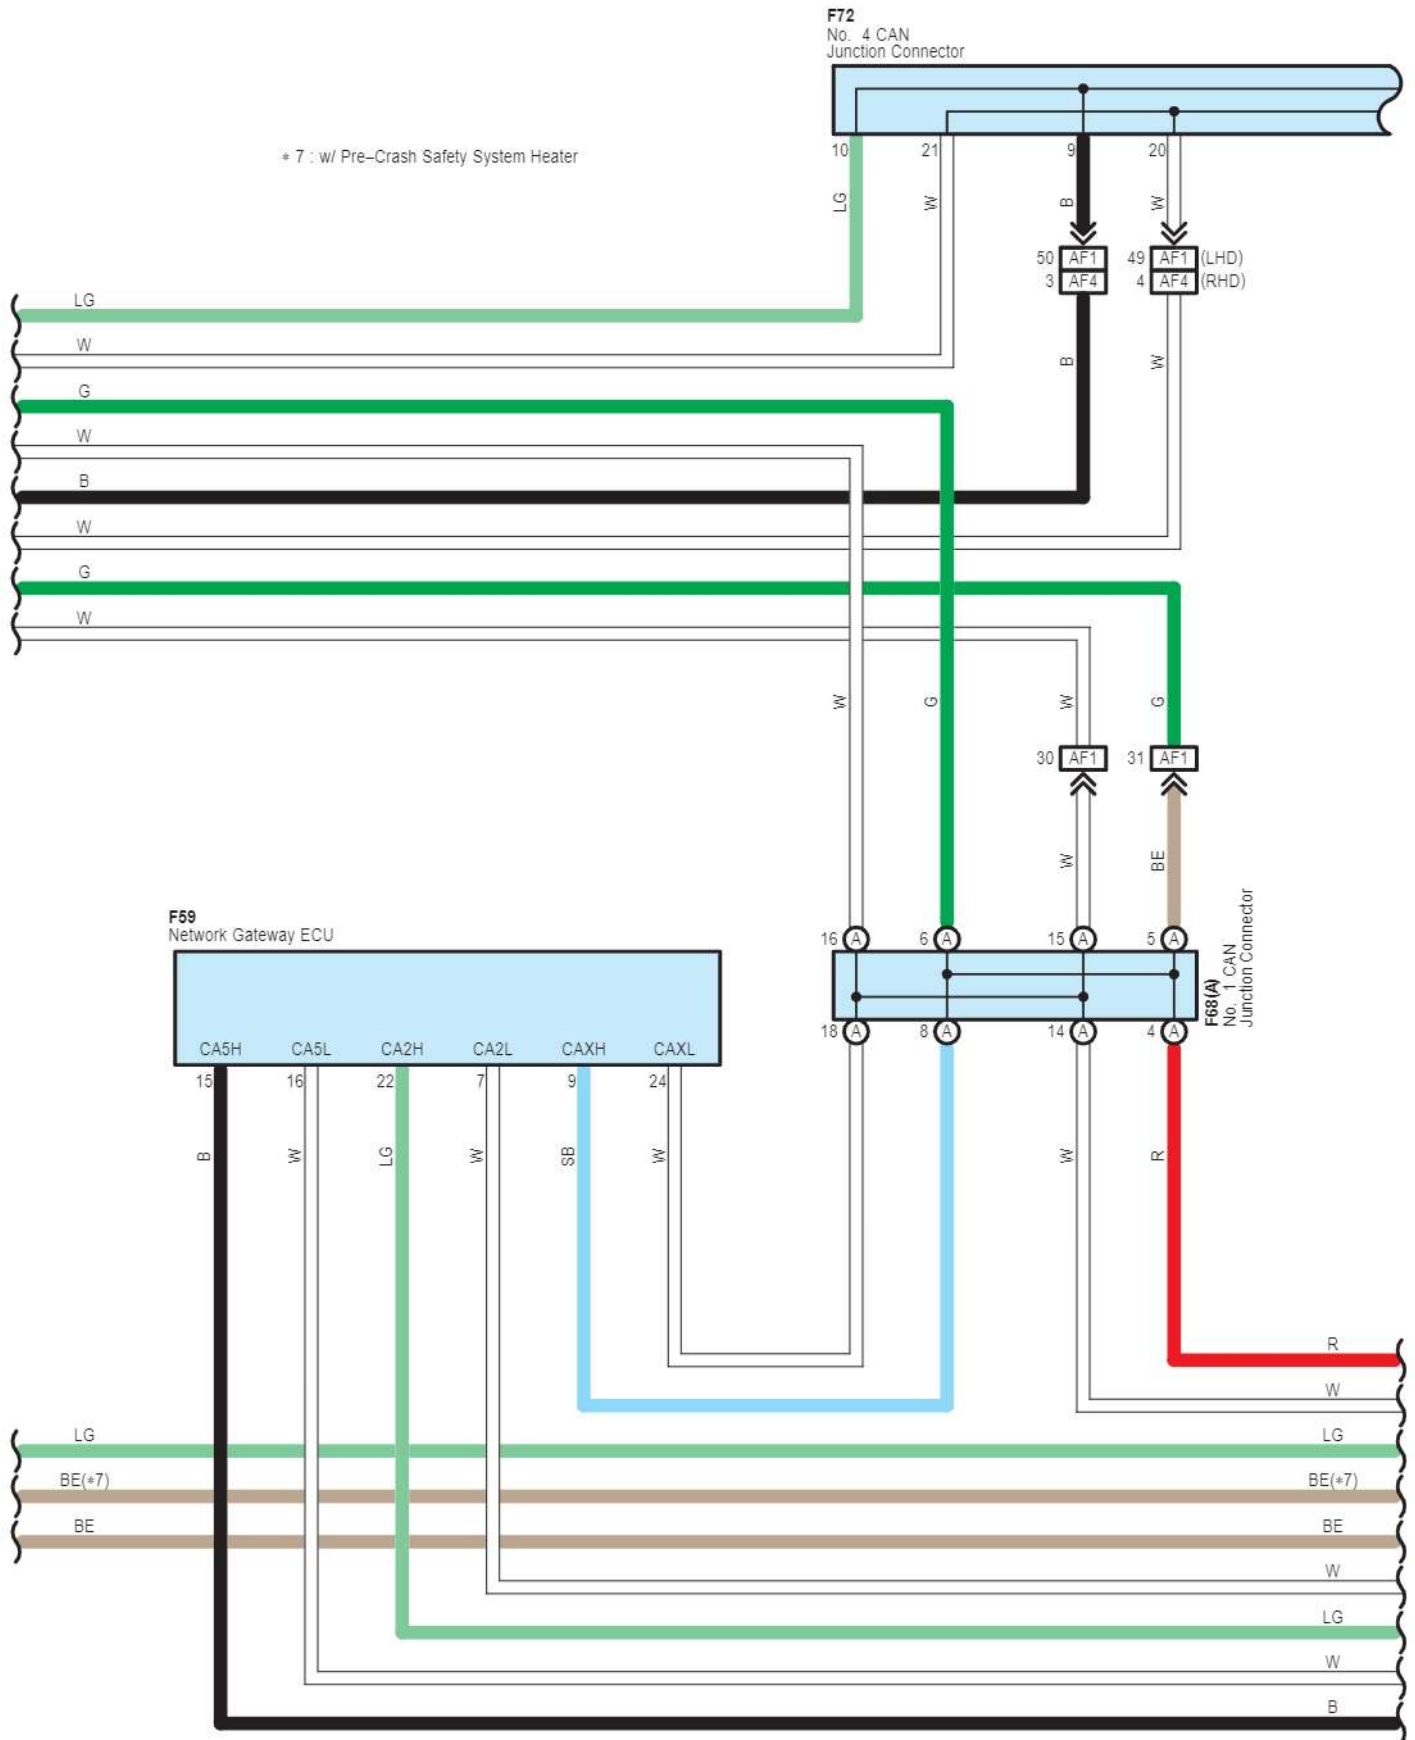 F72
No. 4 CAN
Junction Connector
∗ 7 : w/ Pre–Crash Safety System Heater
10 21 9 20
LG W B W
50 AF1 49 AF1 (LHD)
3 AF4 4 AF4 (RHD)
LG
W
B W
G
W
B
W
G
W
W G W G
30 AF1 31 AF1
W BE
F59
Network Gateway ECU
16 A 6 A 15 A 5 A
F68(A)
No. 1 CAN
Junction Connector
18 A 8 A 14 A 4 A
CA5H CA5L CA2H CA2L CAXH CAXL
15 16 22 7 9 24
B W LG W SB W W R
R
W
LG LG
BE(∗7) BE(∗7)
BE BE
W
LG
W
B